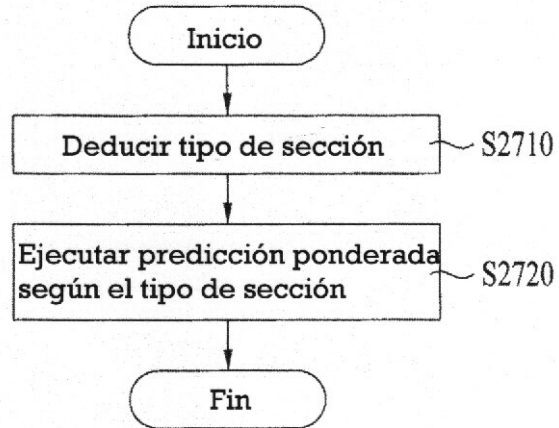 Inicio
Deducir tipo de sección
S2710
Ejecutar predicción ponderada
según el tipo de sección
S2720
Fin